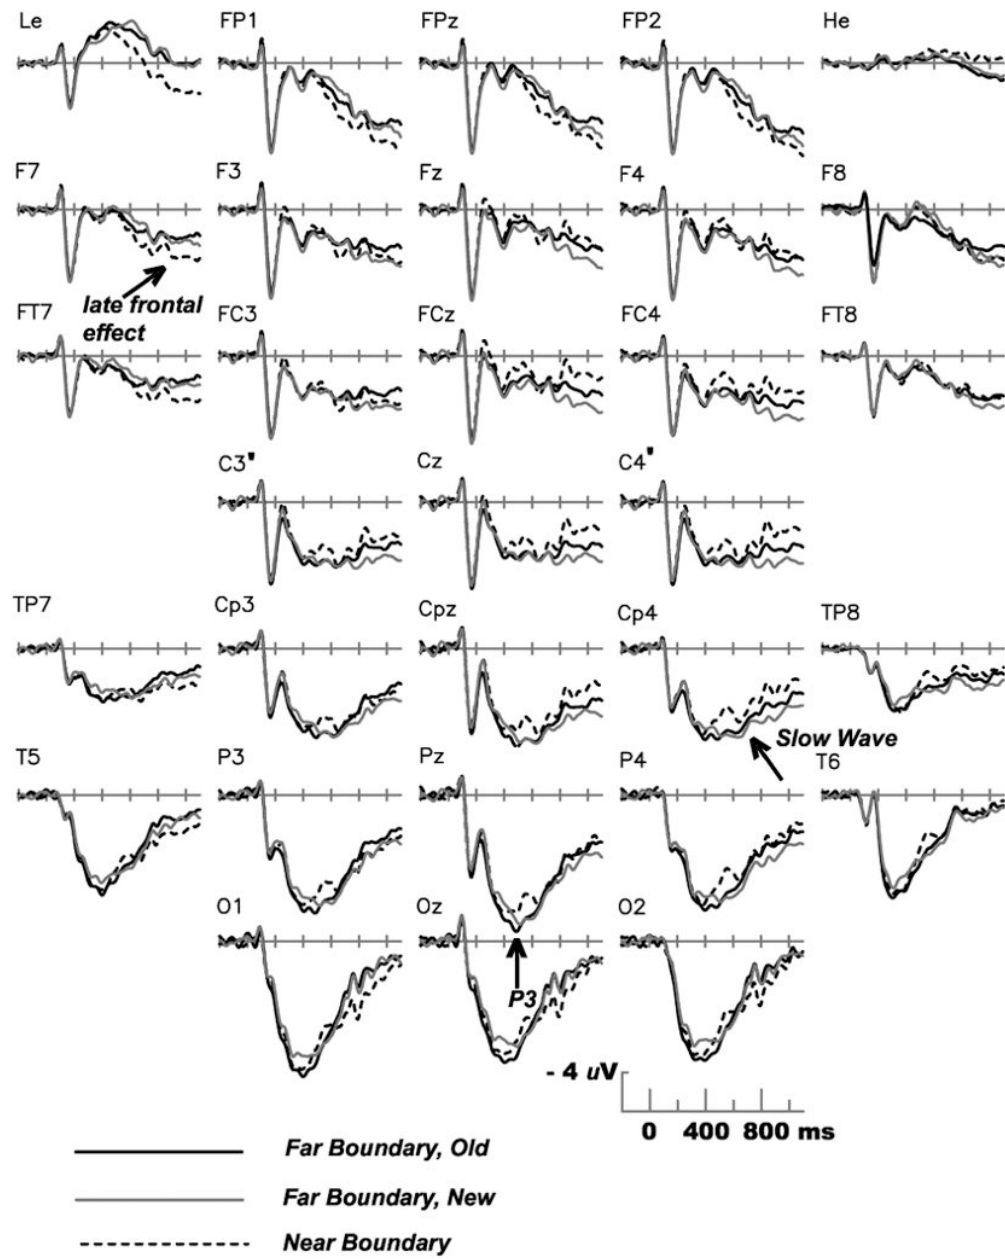 Le FP1 FPz FP2 He
F7 F3 Fz F4 F8
late frontal
effect
FT7 FC3 FCz FC4 FT8
C3' Cz C4'
TP7 Cp3 Cpz Cp4 TP8
Slow Wave
T5 P3 Pz P4 T6
O1 Oz O2
P3
- 4 uV
0 400 800 ms
Far Boundary, Old
Far Boundary, New
Near Boundary